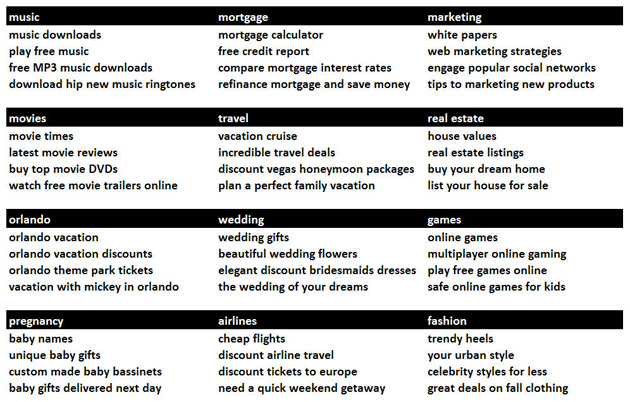 music
music downloads
play free music
free MP3 music downloads
download hip new music ringtones
mortgage
mortgage calculator
free credit report
compare mortgage interest rates
refinance mortgage and save money
marketing
white papers
web marketing strategies
engage popular social networks
tips to marketing new products
movies
movie times
latest movie reviews
buy top movie DVDs
watch free movie trailers online
travel
vacation cruise
incredible travel deals
discount vegas honeymoon packages
plan a perfect family vacation
real estate
house values
real estate listings
buy your dream home
list your house for sale
orlando
orlando vacation
orlando vacation discounts
orlando theme park tickets
vacation with mickey in orlando
wedding
wedding gifts
beautiful wedding flowers
elegant discount bridesmaids dresses
the wedding of your dreams
games
online games
multiplayer online gaming
play free games online
safe online games for kids
pregnancy
baby names
unique baby gifts
custom made baby bassinets
baby gifts delivered next day
airlines
cheap flights
discount airline travel
discount tickets to europe
need a quick weekend getaway
fashion
trendy heels
your urban style
celebrity styles for less
great deals on fall clothing